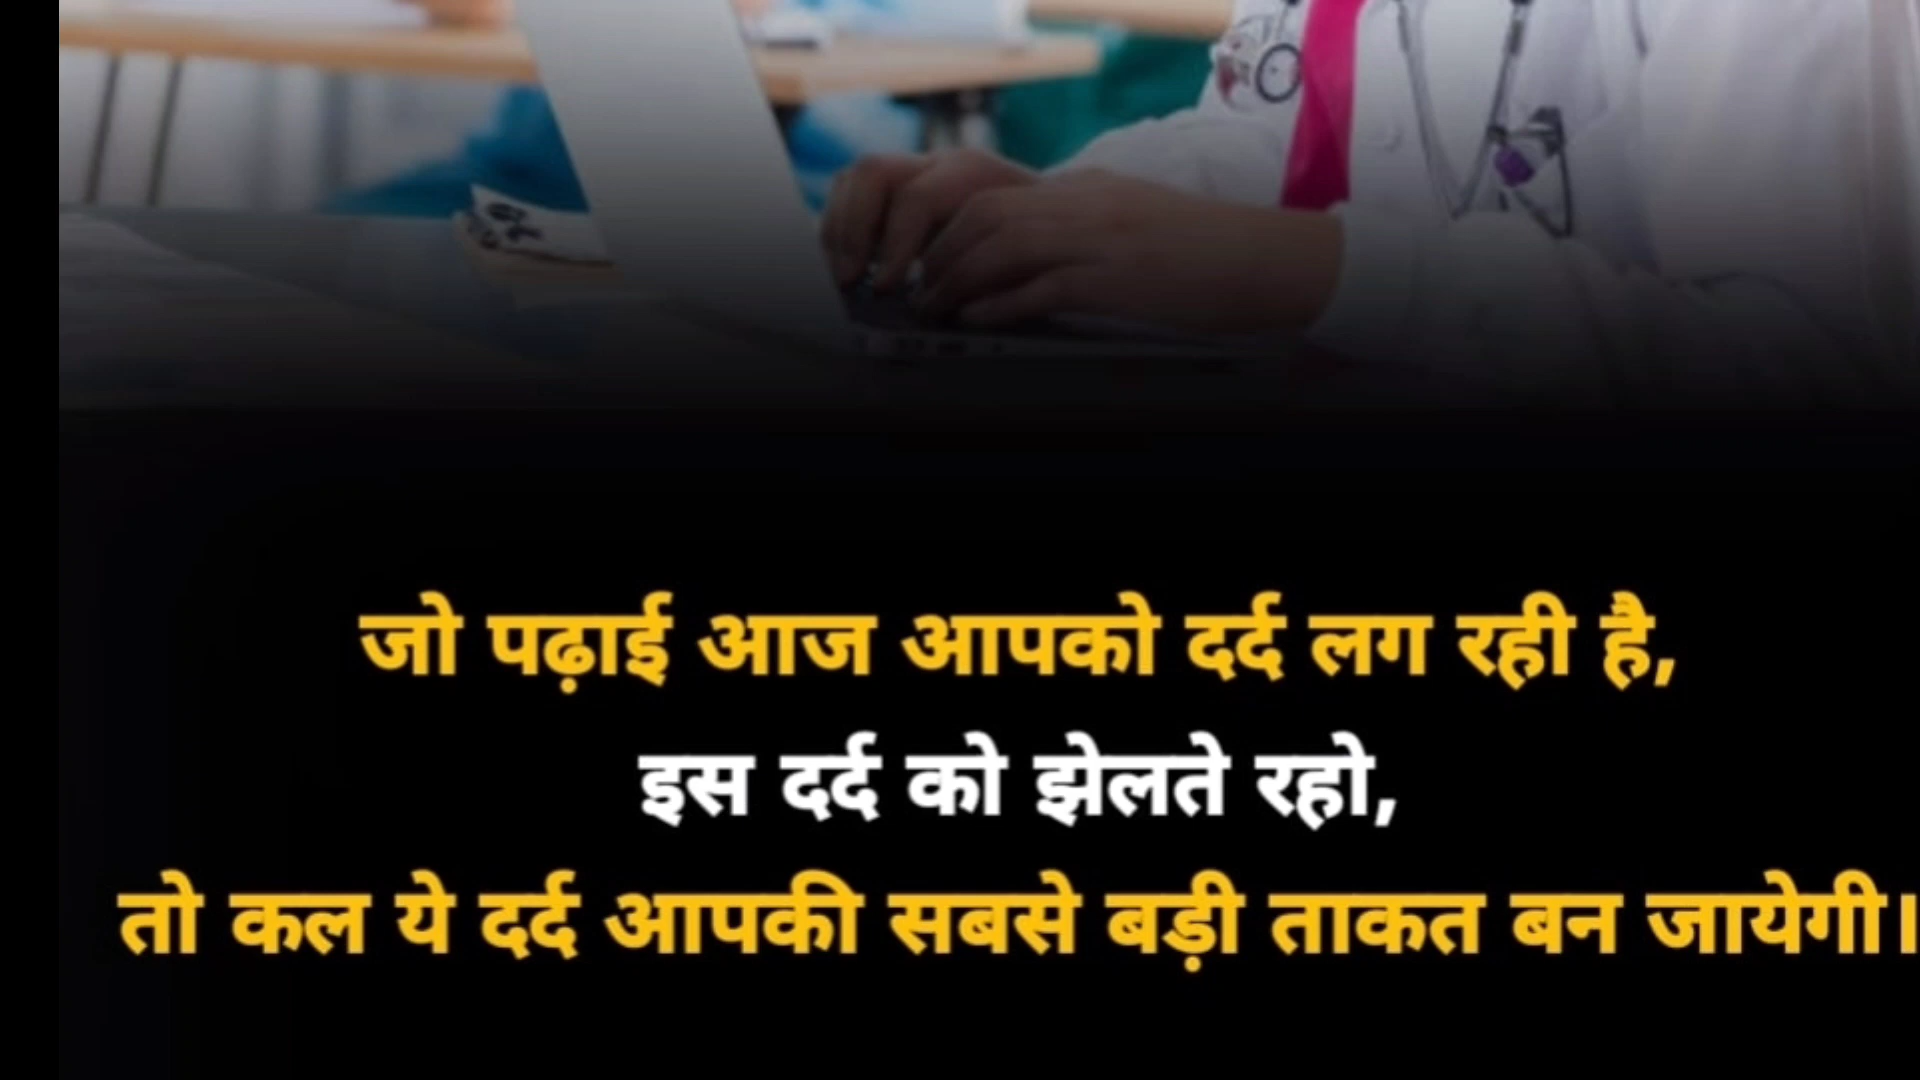 जो पढ़ाई आज आपको दर्द लग रही है,
इस दर्द को झेलते रहो,
तो कल ये दर्द आपकी सबसे बड़ी ताकत बन जायेगी।